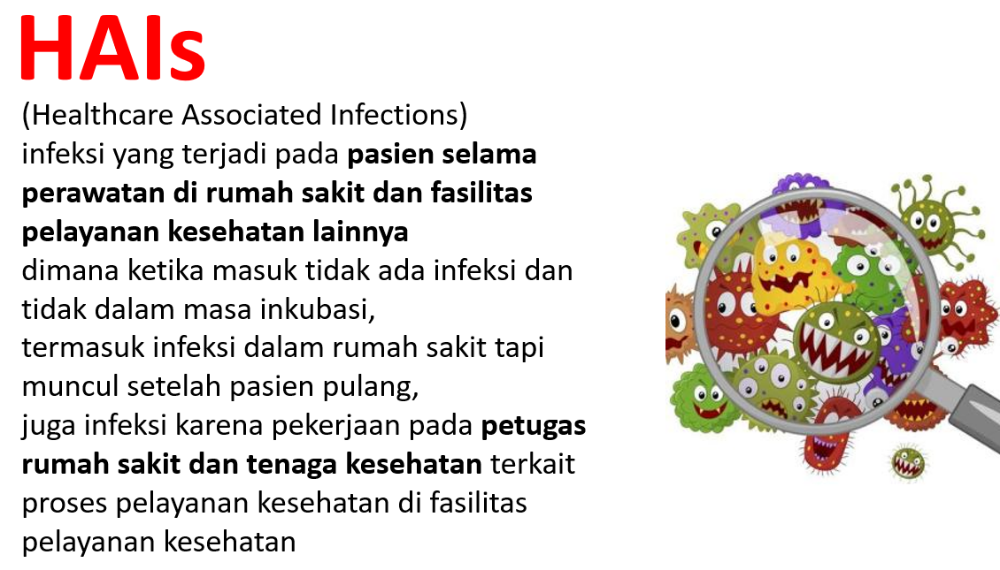 HAIs
(Healthcare Associated Infections)
infeksi yang terjadi pada pasien selama
perawatan di rumah sakit dan fasilitas
pelayanan kesehatan lainnya
dimana ketika masuk tidak ada infeksi dan
tidak dalam masa inkubasi,
termasuk infeksi dalam rumah sakit tapi
muncul setelah pasien pulang,
juga infeksi karena pekerjaan pada petugas
rumah sakit dan tenaga kesehatan terkait
proses pelayanan kesehatan di fasilitas
pelayanan kesehatan